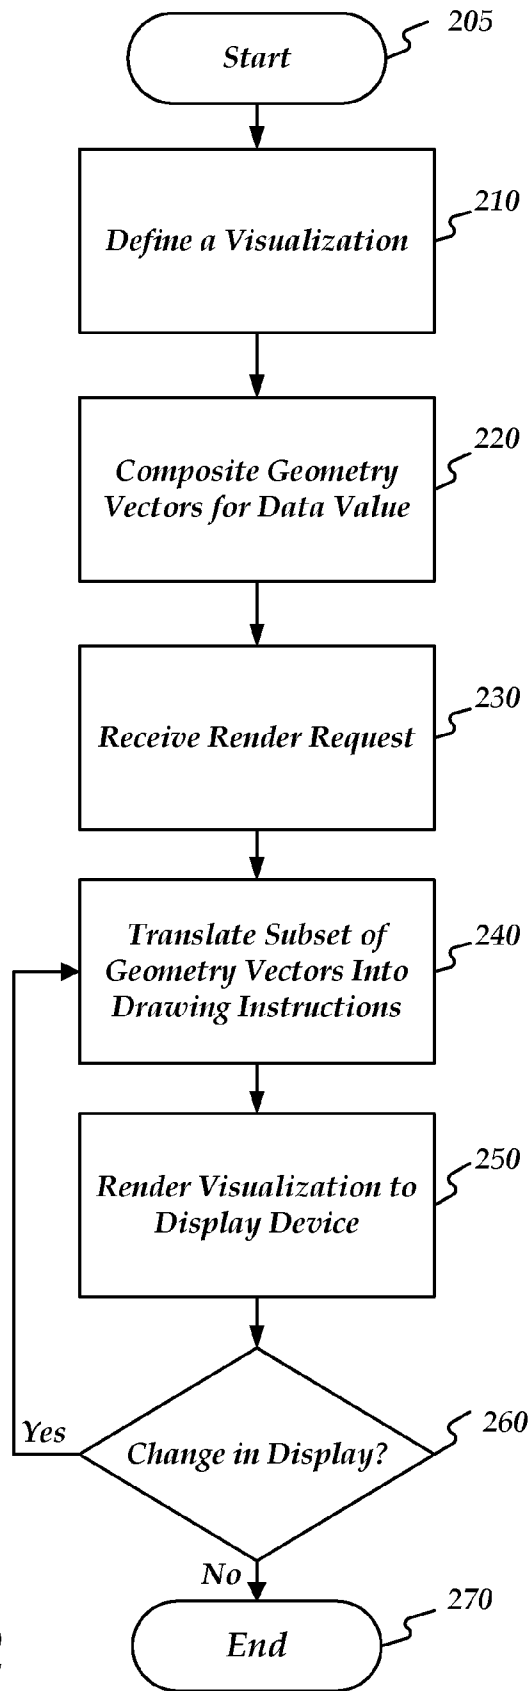 205
Start
210
Define a Visualization
220
Composite Geometry
Vectors for Data Value
230
Receive Render Request
240
Translate Subset of
Geometry Vectors Into
Drawing Instructions
250
Render Visualization to
Display Device
260
Yes
Change in Display?
No
270
End